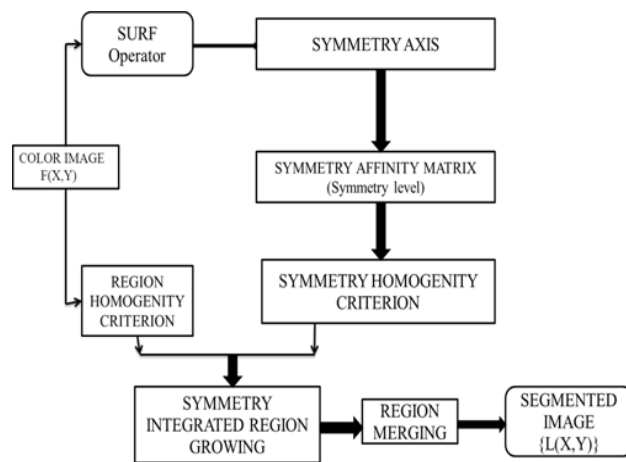 SURF
Operator
SYMMETRY AXIS
COLOR IMAGE
F(X,Y)
SYMMETRY AFFINITY MATRIX
(Symmetry level)
REGION
HOMOGENITY
CRITERION
SYMMETRY HOMOGENITY
CRITERION
SYMMETRY
INTEGRATED REGION
GROWING
REGION
MERGING
SEGMENTED
IMAGE
{L(X,Y)}